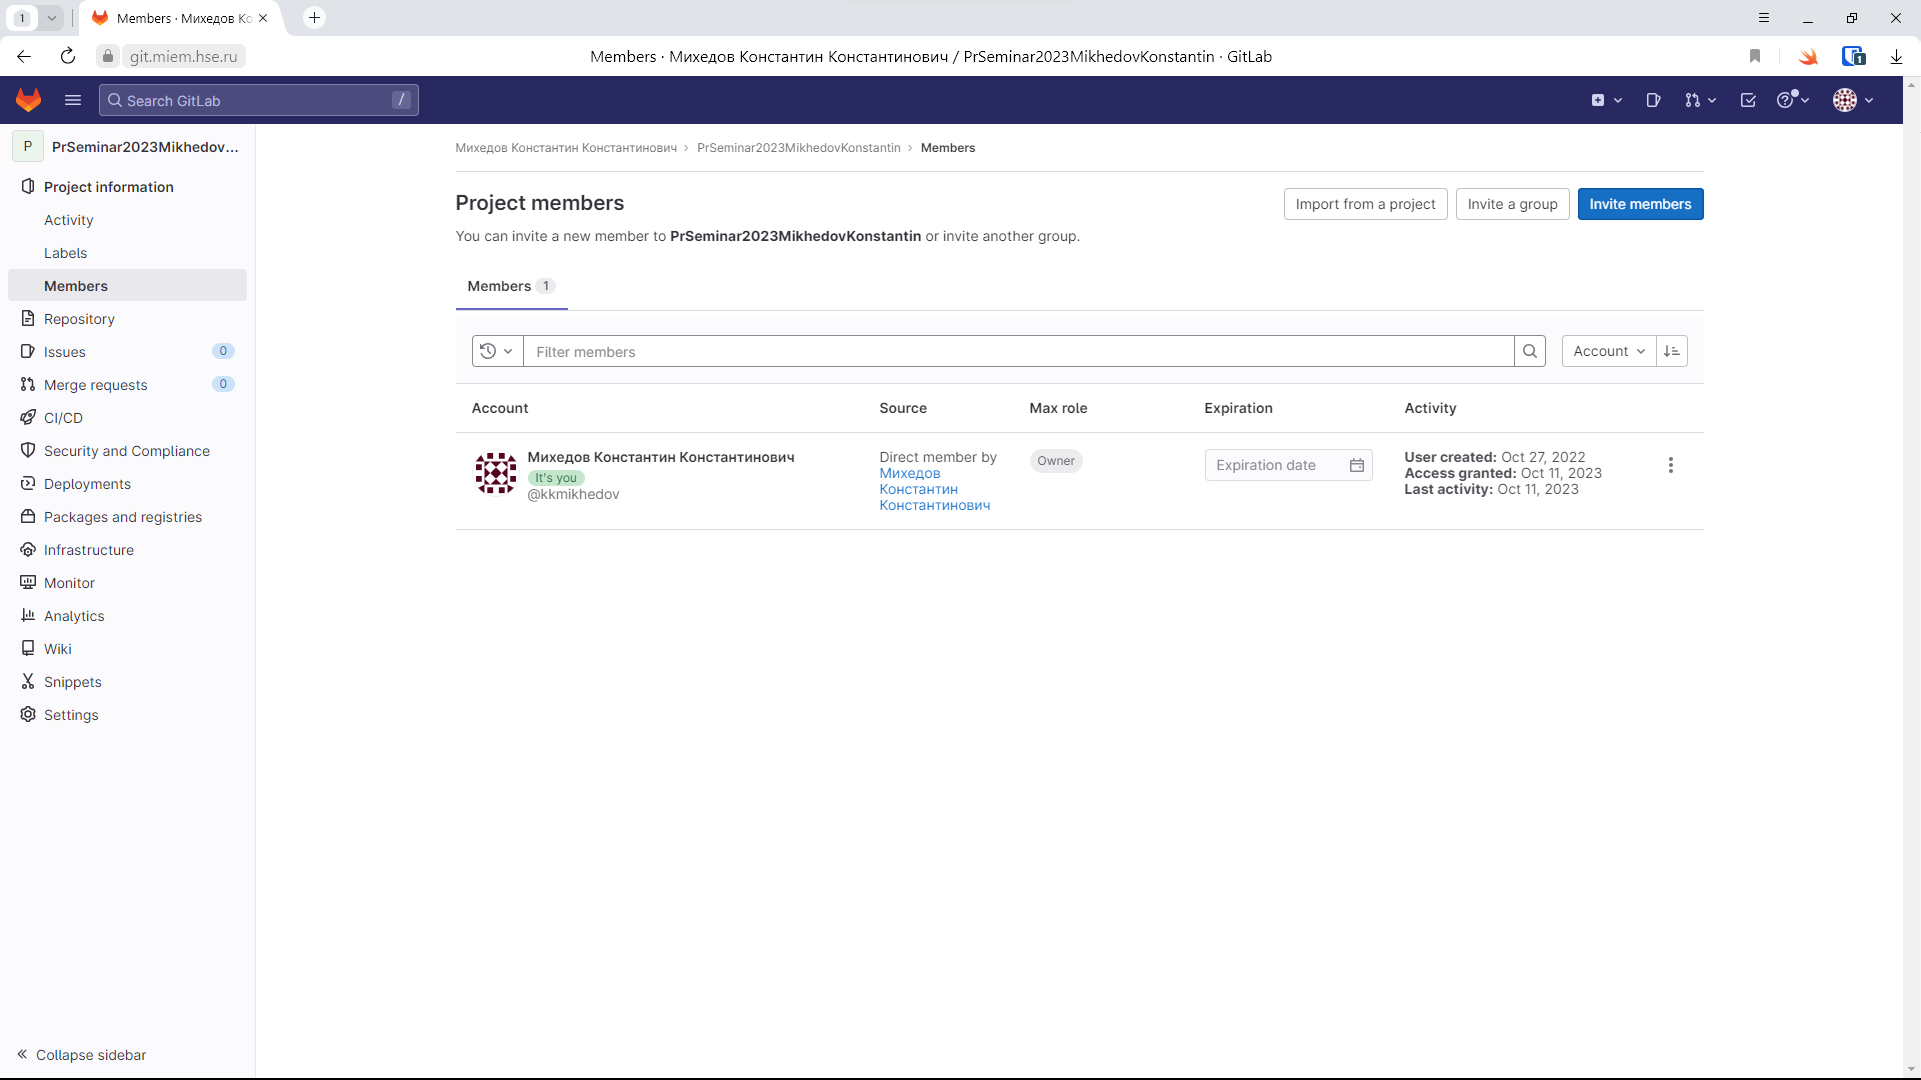 1
Members · Михедов Ко
git.miem.hse.ru
Members · Михедов Константин Константинович / PrSeminar2023MikhedovKonstantin · GitLab
1
Search GitLab
/
P
PrSeminar2023Mikhedov...
Project information
Activity
Labels
Members
Repository
Issues 0
Merge requests 0
CI/CD
Security and Compliance
Deployments
Packages and registries
Infrastructure
Monitor
Analytics
Wiki
Snippets
Settings
Collapse sidebar
Михедов Константин Константинович › PrSeminar2023MikhedovKonstantin › Members
Project members
Import from a project
Invite a group
Invite members
You can invite a new member to PrSeminar2023MikhedovKonstantin or invite another group.
Members 1
Filter members
Account
Account Source Max role Expiration Activity
Михедов Константин Константинович
It's you
@kkmikhedov
Direct member by
Михедов
Константин
Константинович
Owner
Expiration date
User created: Oct 27, 2022
Access granted: Oct 11, 2023
Last activity: Oct 11, 2023